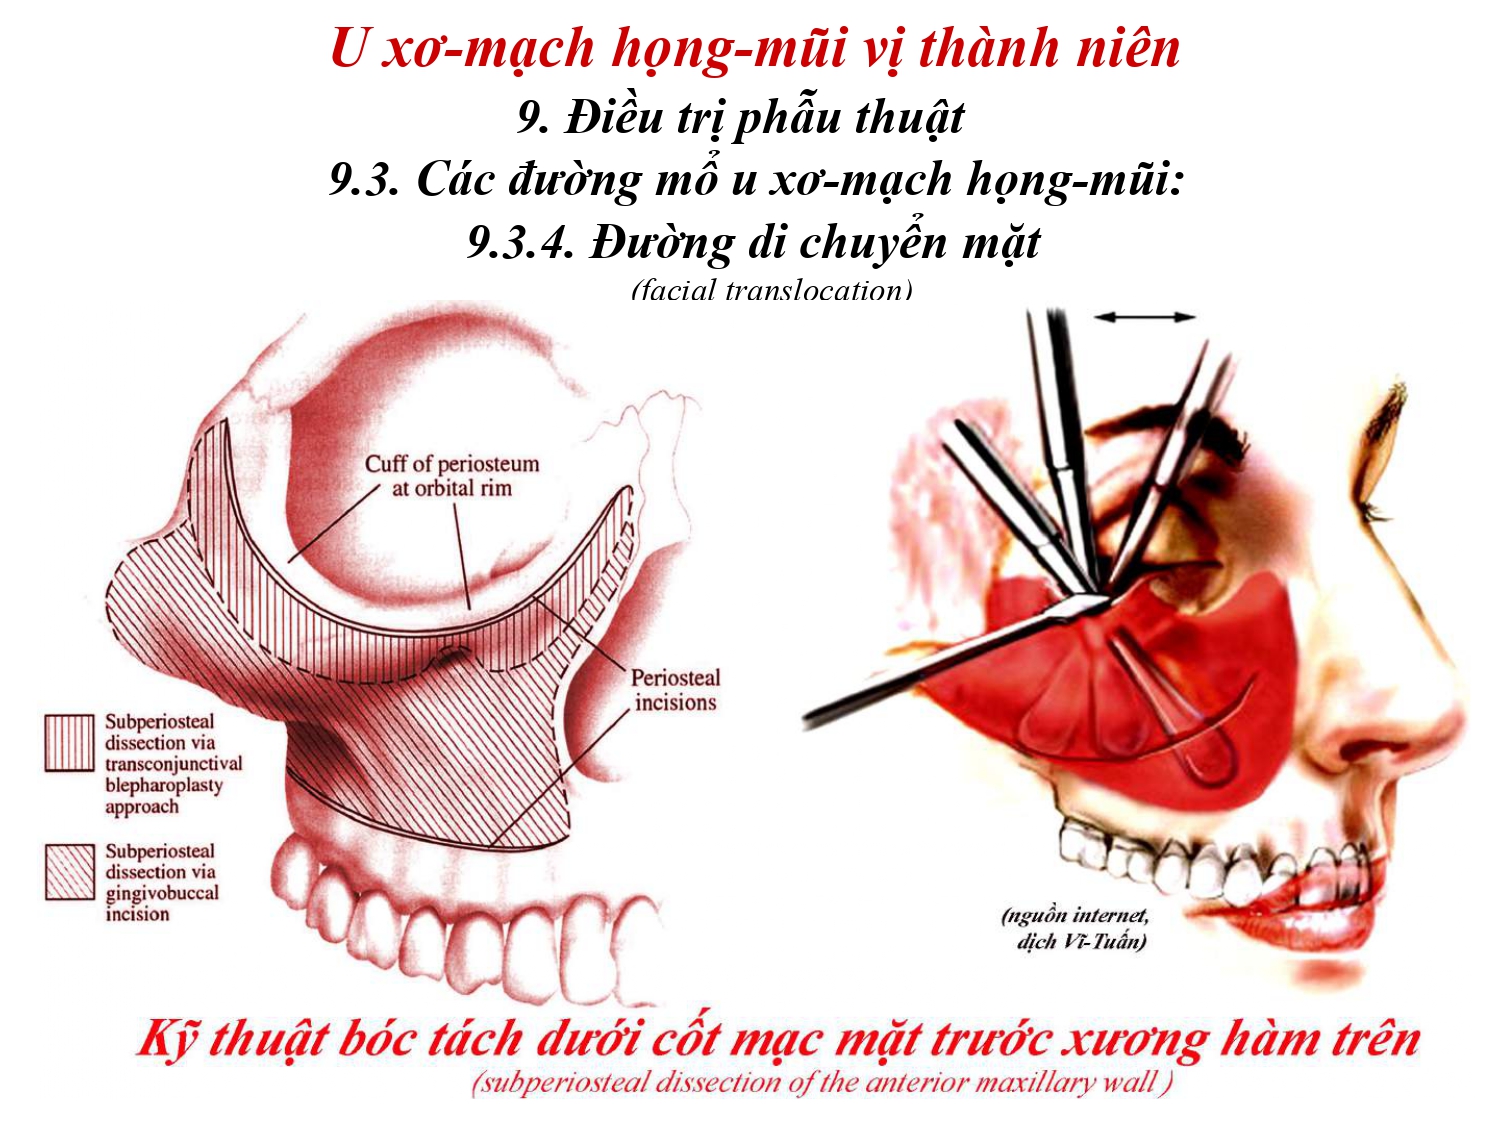 U xơ-mạch họng-mũi vị thành niên
9. Điều trị phẫu thuật
9.3. Các đường mổ u xơ-mạch họng-mũi:
9.3.4. Đường di chuyển mặt
(facial translocation)
Cuff of periosteum
at orbital rim
Periosteal
incisions
Subperiosteal
dissection via
transconjunctival
blepharoplasty
approach
Subperiosteal
dissection via
gingivobuccal
incision
(nguồn internet,
dịch Vĩ-Tuấn)
Kỹ thuật bóc tách dưới cốt mạc mặt trước xương hàm trên
(subperiosteal dissection of the anterior maxillary wall )